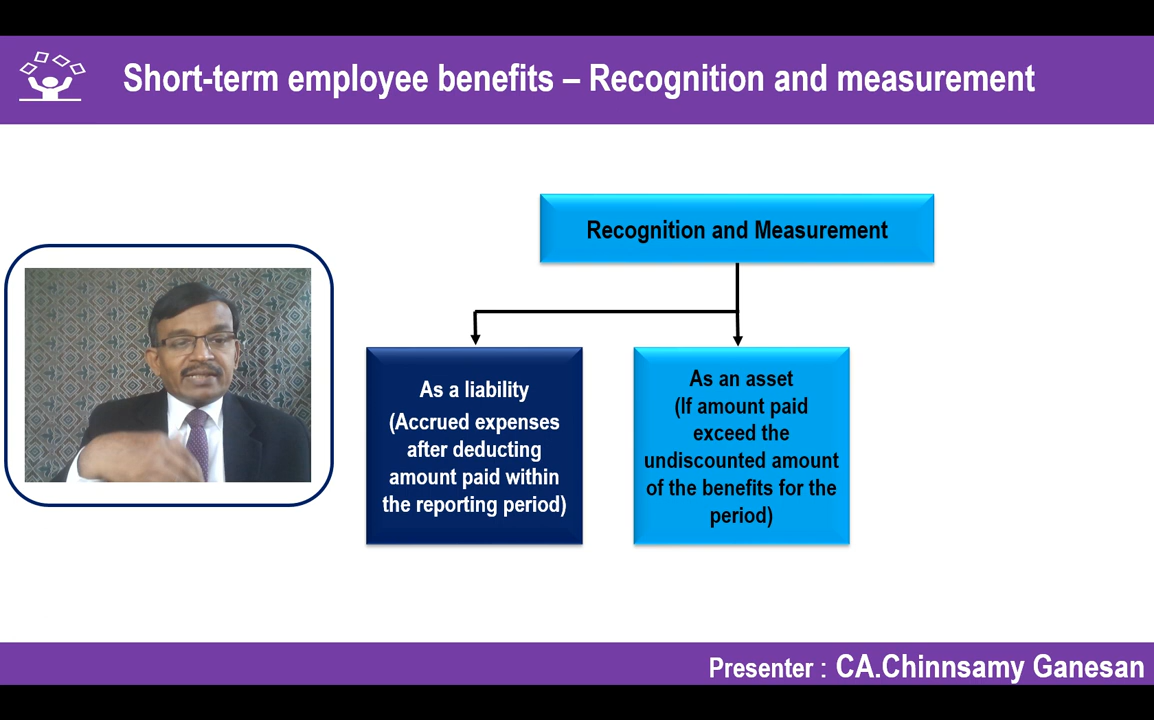 Short-term employee benefits – Recognition and measurement
Recognition and Measurement
As a liability
(Accrued expenses
after deducting
amount paid within
the reporting period)
As an asset
(If amount paid
exceed the
undiscounted amount
of the benefits for the
period)
Presenter : CA.Chinnsamy Ganesan